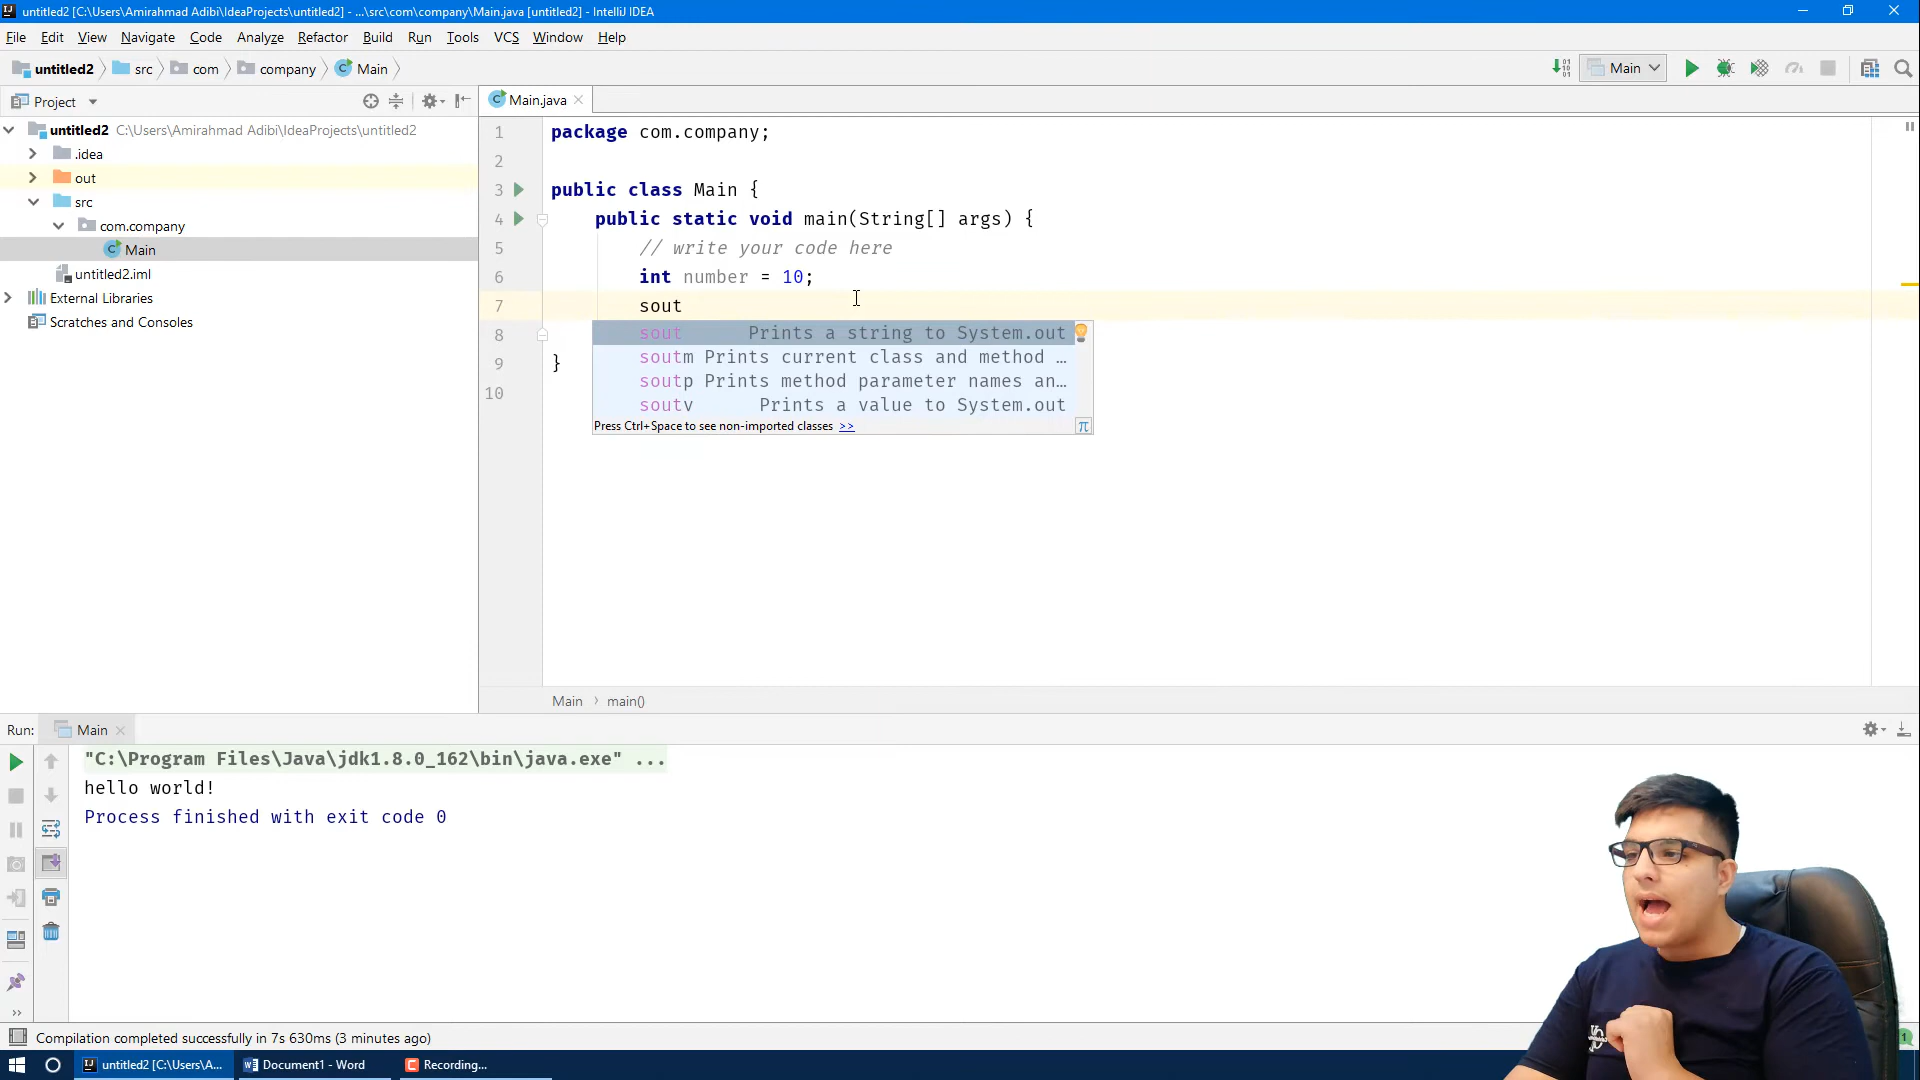 untitled2 [C:\Users\Amirahmad Adibi\IdeaProjects\untitled2] - ...\src\com\company\Main.java [untitled2] - IntelliJ IDEA
File Edit View Navigate Code Analyze Refactor Build Run Tools VCS Window Help
untitled2 src com company Main
Main
Project
Main.java
untitled2 C:\Users\Amirahmad Adibi\IdeaProjects\untitled2
.idea
out
src
com.company
Main
untitled2.iml
External Libraries
Scratches and Consoles
1 package com.company;
2
3 public class Main {
4 public static void main(String[] args) {
5 // write your code here
6 int number = 10;
7 sout
8
9 }
10
sout Prints a string to System.out
soutm Prints current class and method ...
soutp Prints method parameter names an...
soutv Prints a value to System.out
Press Ctrl+Space to see non-imported classes >>
π
Main › main()
Run: Main
"C:\Program Files\Java\jdk1.8.0_162\bin\java.exe" ...
hello world!
Process finished with exit code 0
Compilation completed successfully in 7s 630ms (3 minutes ago)
1
untitled2 [C:\Users\A...
Document1 - Word
Recording...